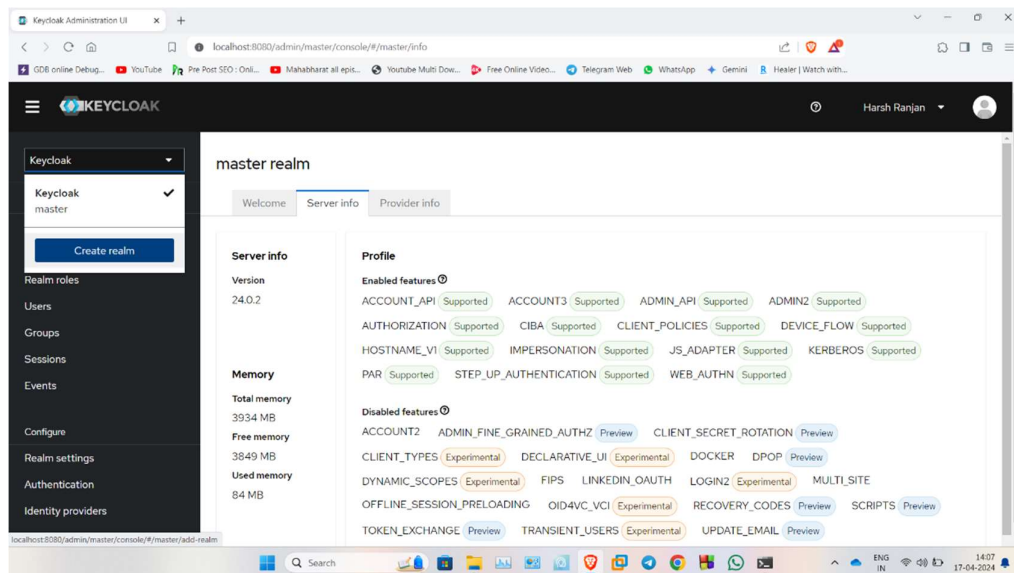 Keycloak Administration UI
localhost:8080/admin/master/console/#/master/info
GDB online Debug... YouTube Pre Post SEO : Onli... Mahabharat all epis... Youtube Multi Dow... Free Online Video... Telegram Web WhatsApp Gemini Healer | Watch with...
KEYCLOAK Harsh Ranjan
Keycloak
Keycloak
master
Create realm
Realm roles
Users
Groups
Sessions
Events
Configure
Realm settings
Authentication
Identity providers
localhost:8080/admin/master/console/#/master/add-realm
master realm
Welcome Server info Provider info
Server info
Version
24.0.2
Memory
Total memory
3934 MB
Free memory
3849 MB
Used memory
84 MB
Profile
Enabled features
ACCOUNT_API Supported ACCOUNT3 Supported ADMIN_API Supported ADMIN2 Supported
AUTHORIZATION Supported CIBA Supported CLIENT_POLICIES Supported DEVICE_FLOW Supported
HOSTNAME_V1 Supported IMPERSONATION Supported JS_ADAPTER Supported KERBEROS Supported
PAR Supported STEP_UP_AUTHENTICATION Supported WEB_AUTHN Supported
Disabled features
ACCOUNT2 ADMIN_FINE_GRAINED_AUTHZ Preview CLIENT_SECRET_ROTATION Preview
CLIENT_TYPES Experimental DECLARATIVE_UI Experimental DOCKER DPOP Preview
DYNAMIC_SCOPES Experimental FIPS LINKEDIN_OAUTH LOGIN2 Experimental MULTI_SITE
OFFLINE_SESSION_PRELOADING OID4VC_VCI Experimental RECOVERY_CODES Preview SCRIPTS Preview
TOKEN_EXCHANGE Preview TRANSIENT_USERS Experimental UPDATE_EMAIL Preview
Search
ENG
IN
14:07
17-04-2024